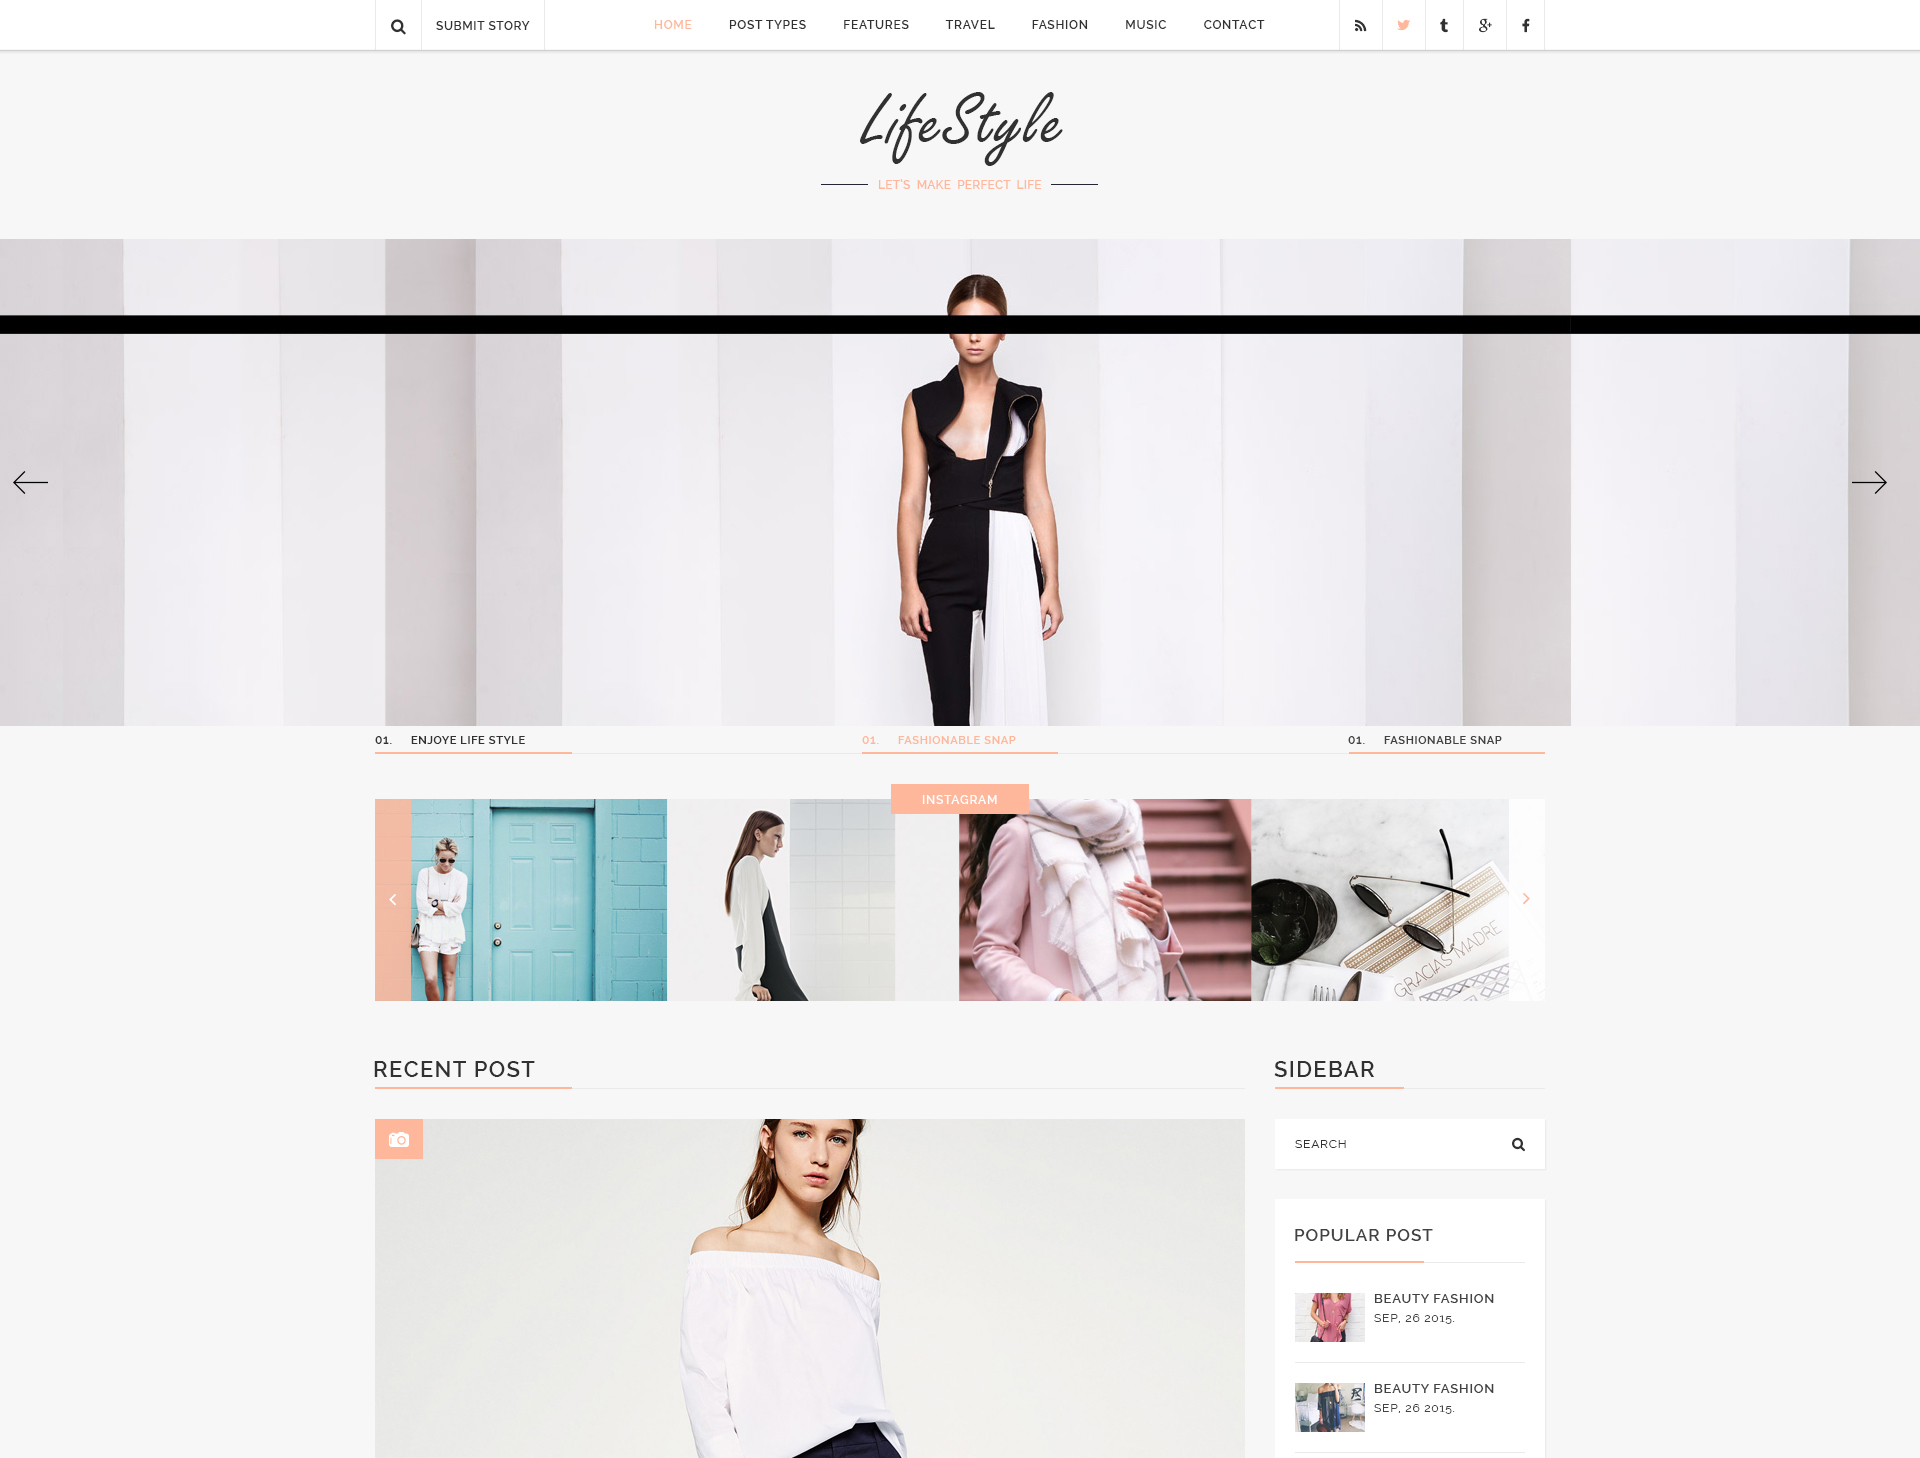 SUBMIT STORY
HOME POST TYPES FEATURES TRAVEL FASHION MUSIC CONTACT
LifeStyle
LET'S MAKE PERFECT LIFE
01. ENJOYE LIFE STYLE
01. FASHIONABLE SNAP
01. FASHIONABLE SNAP
INSTAGRAM
GRACIAS MADRE
RECENT POST
SIDEBAR
SEARCH
POPULAR POST
BEAUTY FASHION
SEP, 26 2015.
BEAUTY FASHION
SEP, 26 2015.